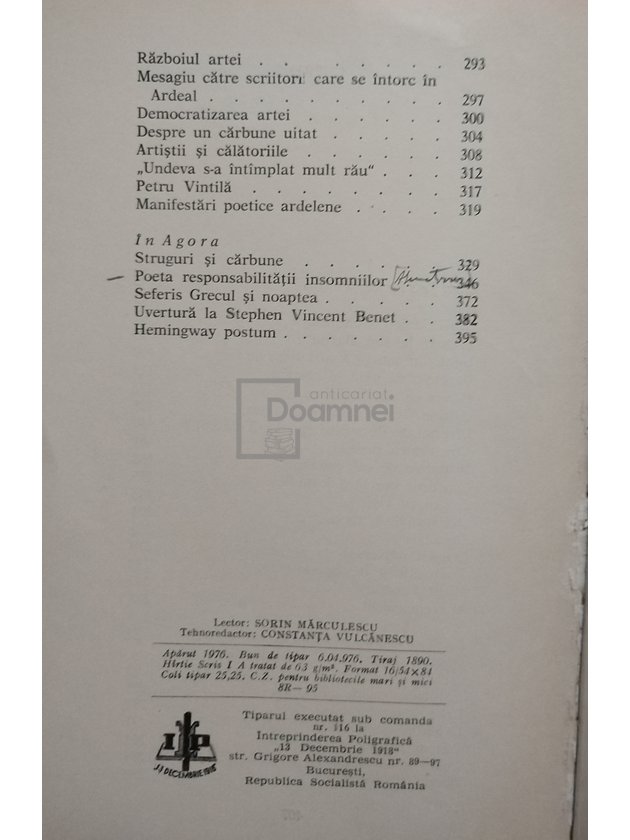 Războiul artei . . . . . . . 293
Mesagiu către scriitori care se întorc în
Ardeal . . . . . . . . . . 297
Democratizarea artei . . . . . . 300
Despre un cărbune uitat . . . . . 304
Artiștii și călătoriile . . . . . . 308
„Undeva s-a întîmplat mult rău“ . . . 312
Petru Vintilă . . . . . . . . 317
Manifestări poetice ardelene . . . . 319
În Agora
Struguri și cărbune . . . . . . 329
Poeta responsabilității insomniilor 346
Seferis Grecul și noaptea . . . . . 372
Uvertură la Stephen Vincent Benet . . 382
Hemingway postum . . . . . . . 395
anticariat
Doamnei
Lector: SORIN MĂRCULESCU
Tehnoredactor: CONSTANȚA VULCĂNESCU
Apărut 1976. Bun de tipar 6.04.976. Tiraj 1890.
Hîrtie Scris I A tratat de 63 g/m². Format 16/54×84
Coli tipar 25,25. C.Z. pentru bibliotecile mari și mici
8R—95
Tiparul executat sub comanda
nr. 116 la
Intreprinderea Poligrafică
„13 Decembrie 1918“
str. Grigore Alexandrescu nr. 89—97
București,
Republica Socialistă România
I P
13 DECEMBRIE 1918